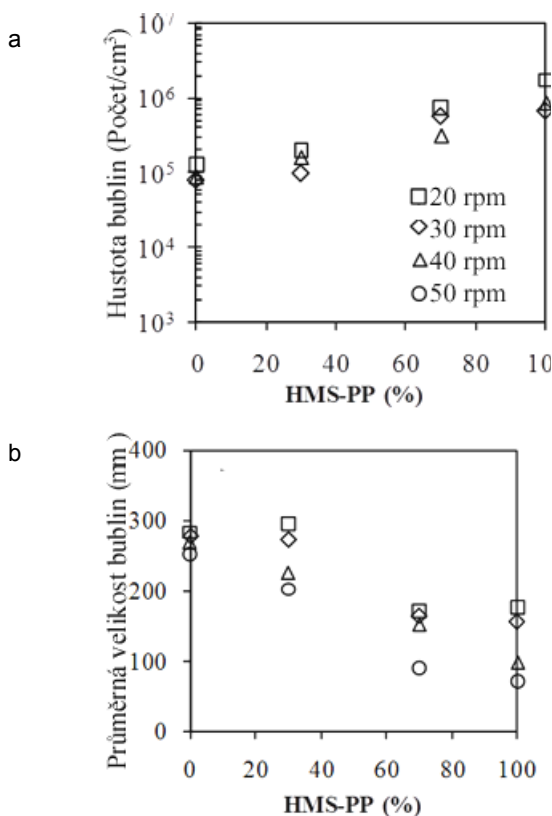 a
Hustota bublin (Počet/cm³)
10⁷
10⁶
10⁵
10⁴
10³
20 rpm
30 rpm
40 rpm
50 rpm
0 20 40 60 80 10
HMS-PP (%)
b
Průměrná velikost bublin (nm )
400
300
200
100
0
0 20 40 60 80 100
HMS-PP (%)